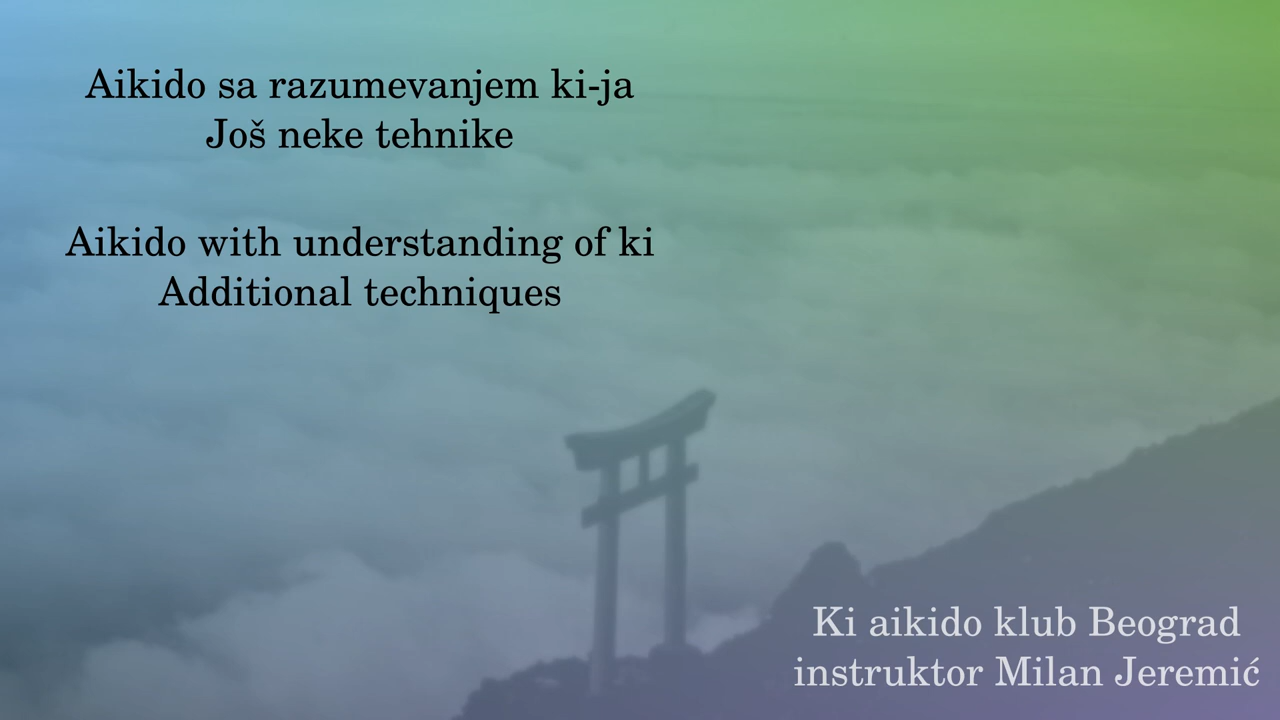 Aikido sa razumevanjem ki-ja
Još neke tehnike
Aikido with understanding of ki
Additional techniques
Ki aikido klub Beograd
instruktor Milan Jeremić